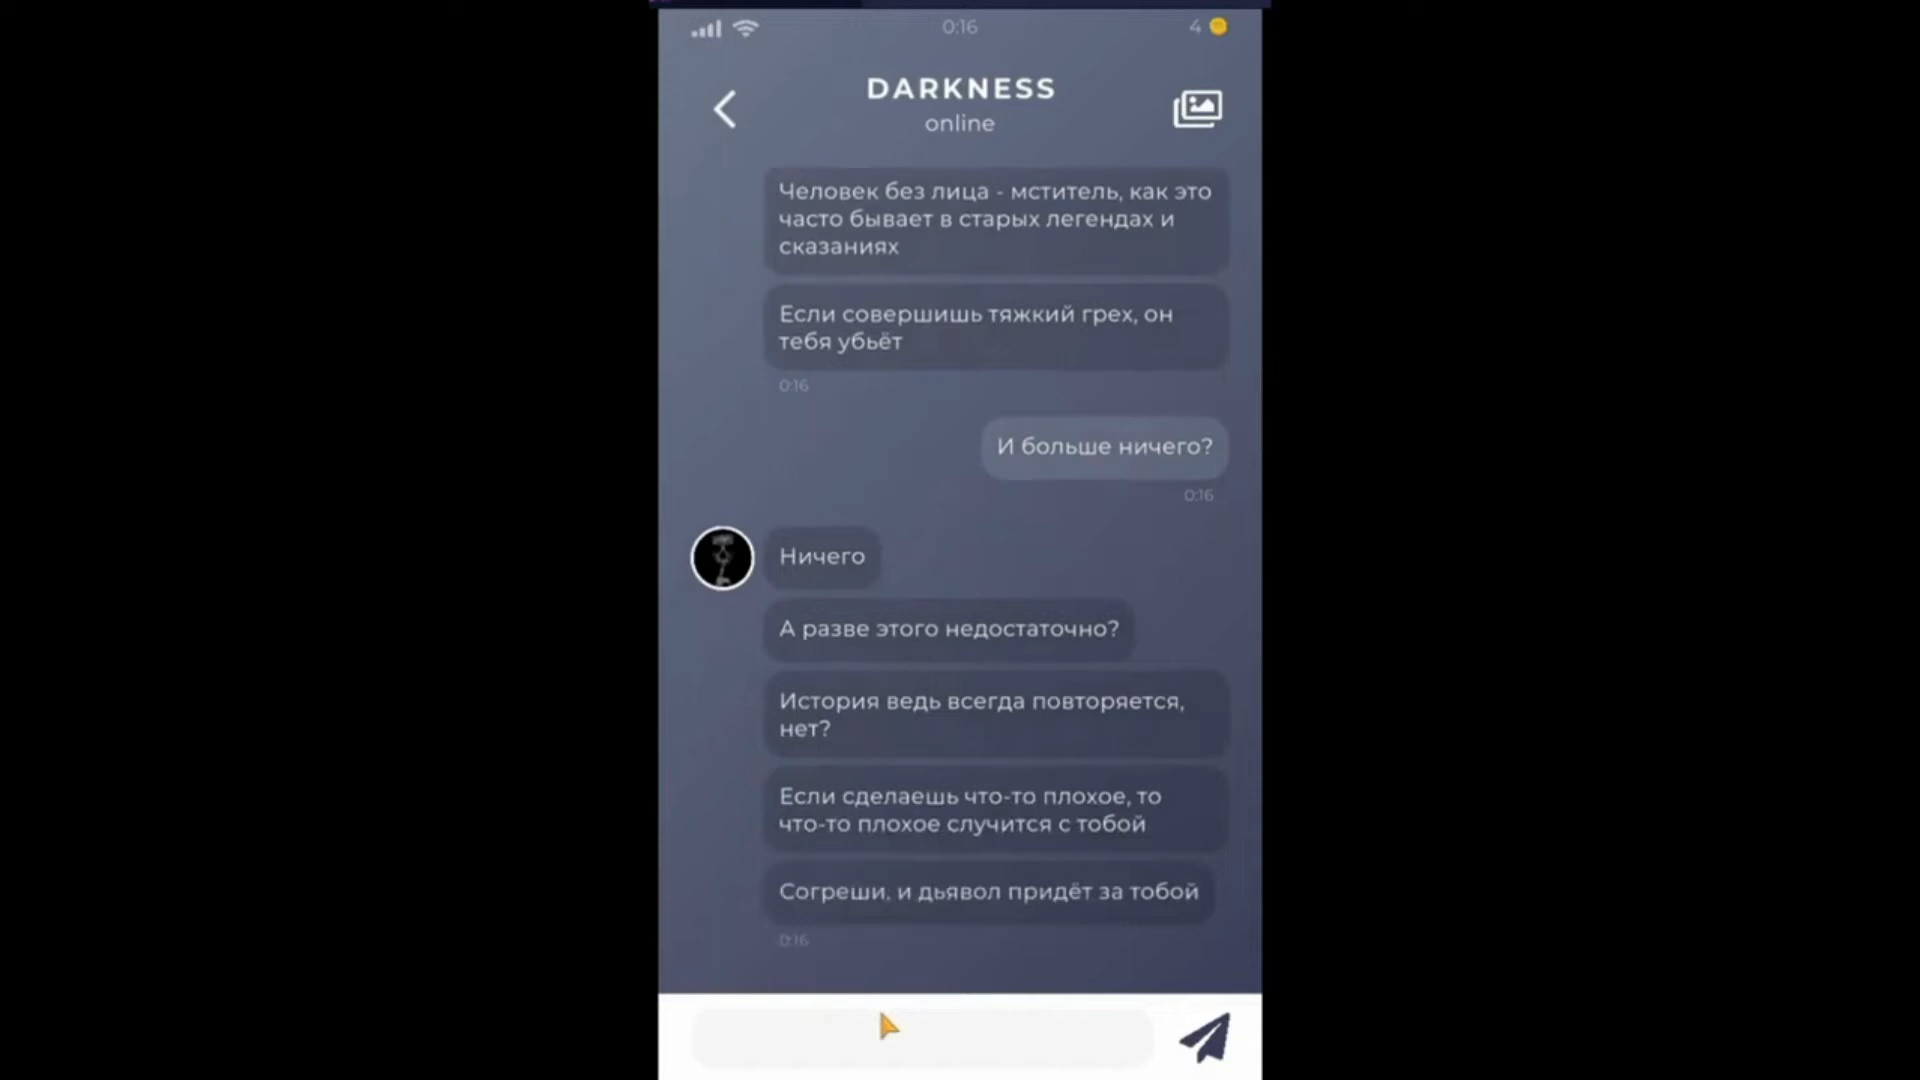 0:16
4
DARKNESS
online
Человек без лица - мститель, как это
часто бывает в старых легендах и
сказаниях
Если совершишь тяжкий грех, он
тебя убьёт
0:16
И больше ничего?
0:16
Ничего
А разве этого недостаточно?
История ведь всегда повторяется,
нет?
Если сделаешь что-то плохое, то
что-то плохое случится с тобой
Согреши, и дьявол придёт за тобой
0:16